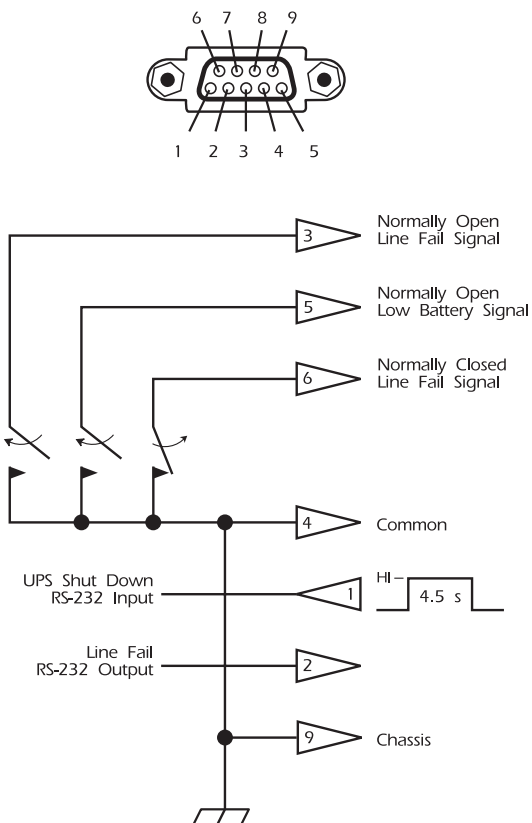 6 7 8 9
1 2 3 4 5
3
Normally Open
Line Fail Signal
5
Normally Open
Low Battery Signal
6
Normally Closed
Line Fail Signal
4
Common
UPS Shut Down
RS-232 Input
1
HI
4.5 s
Line Fail
RS-232 Output
2
9
Chassis